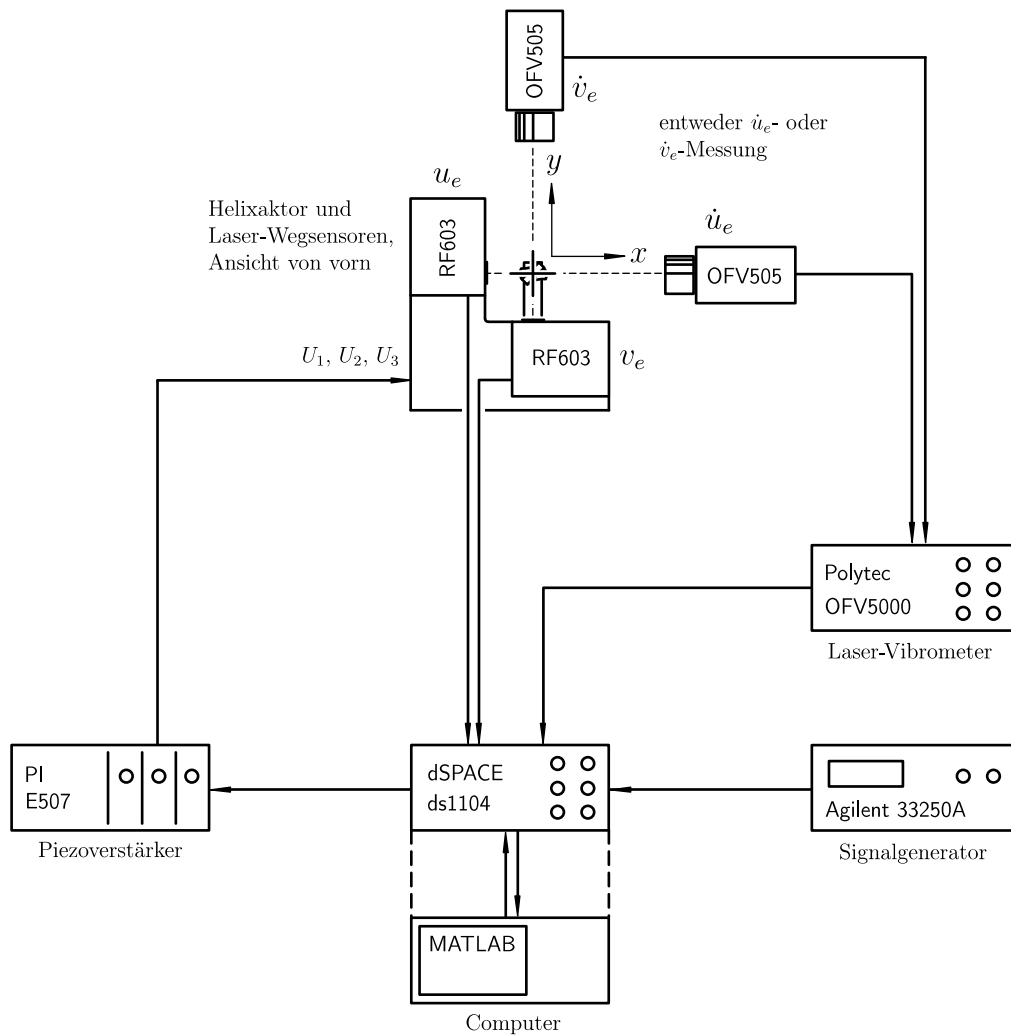 OFV505
v̇ₑ
entweder u̇ₑ- oder
v̇ₑ-Messung
y
uₑ
Helixaktor und
Laser-Wegsensoren,
Ansicht von vorn
RF603
u̇ₑ
x
OFV505
U₁, U₂, U₃
RF603
vₑ
Polytec
OFV5000
Laser-Vibrometer
PI
E507
Piezoverstärker
dSPACE
ds1104
Agilent 33250A
Signalgenerator
MATLAB
Computer